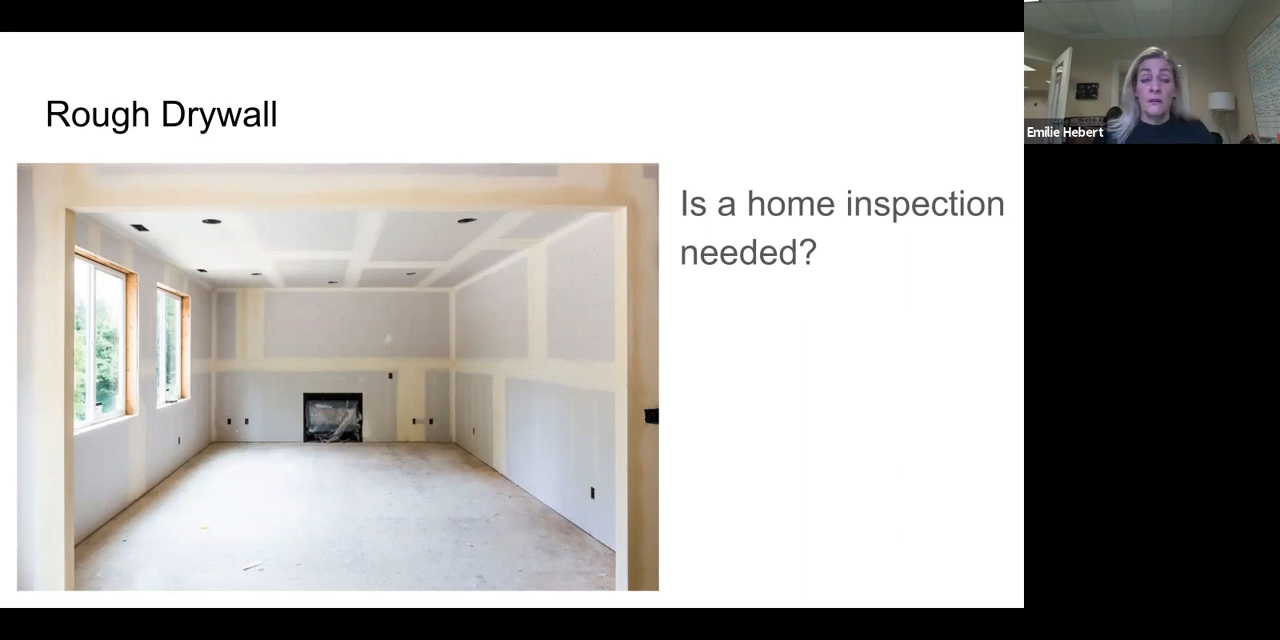 Rough Drywall
Is a home inspection
needed?
Emilie Hebert